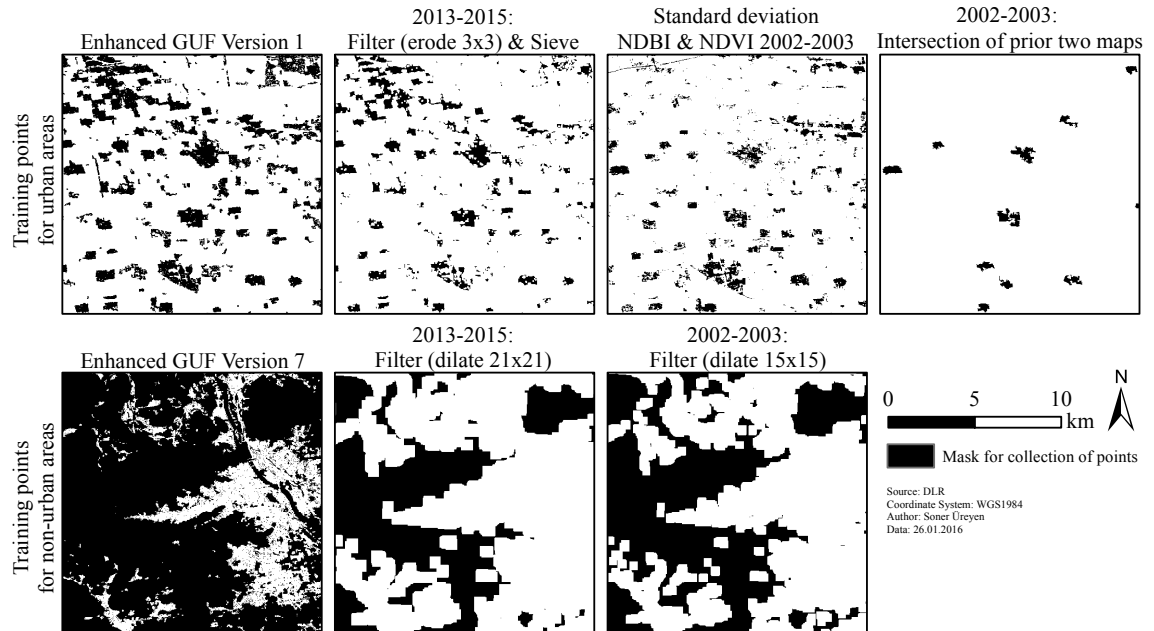 Enhanced GUF Version 1
2013-2015:
Filter (erode 3x3) & Sieve
Standard deviation
NDBI & NDVI 2002-2003
2002-2003:
Intersection of prior two maps
Training points
for urban areas
Enhanced GUF Version 7
2013-2015:
Filter (dilate 21x21)
2002-2003:
Filter (dilate 15x15)
Training points
for non-urban areas
N
0 5 10
km
Mask for collection of points
Source: DLR
Coordinate System: WGS1984
Author: Soner Üreyen
Data: 26.01.2016